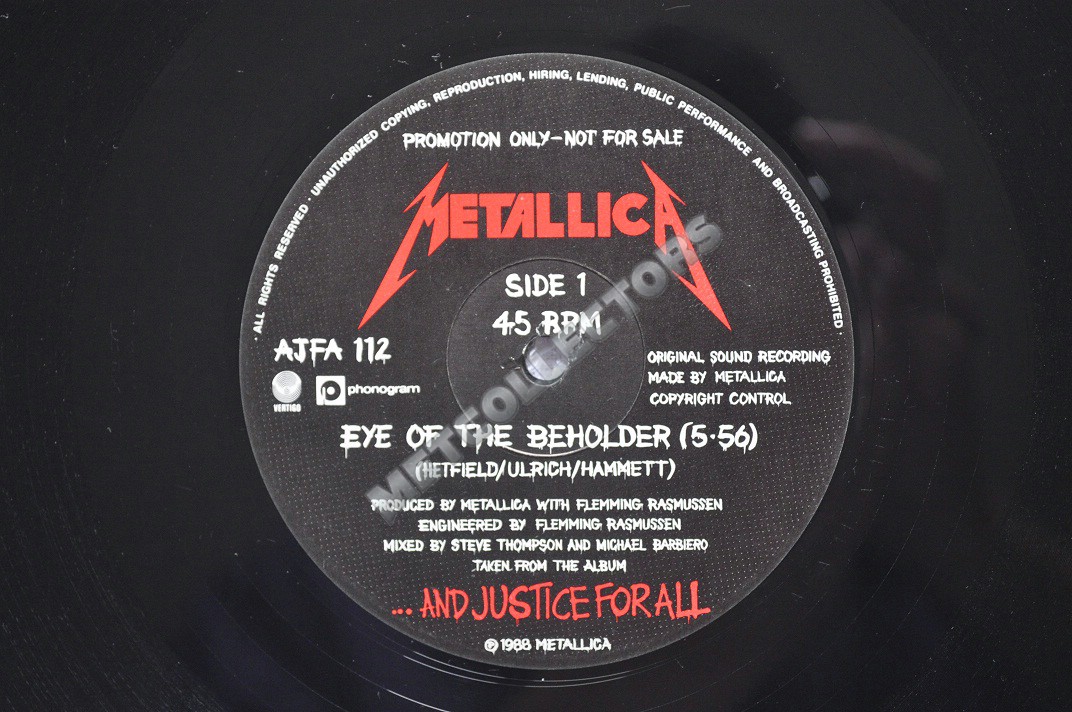 · ALL RIGHTS RESERVED · UNAUTHORIZED COPYING, REPRODUCTION, HIRING, LENDING, PUBLIC PERFORMANCE AND BROADCASTING PROHIBITED ·
PROMOTION ONLY–NOT FOR SALE
METALLICA
SIDE 1
45 RPM
AJFA 112
VERTIGO
phonogram
ORIGINAL SOUND RECORDING
MADE BY METALLICA
COPYRIGHT CONTROL
EYE OF THE BEHOLDER (5·56)
(HETFIELD/ULRICH/HAMMETT)
PRODUCED BY METALLICA WITH FLEMMING RASMUSSEN
ENGINEERED BY FLEMMING RASMUSSEN
MIXED BY STEVE THOMPSON AND MICHAEL BARBIERO
TAKEN FROM THE ALBUM
... AND JUSTICE FOR ALL
℗ 1988 METALLICA
METCOLLECTORS